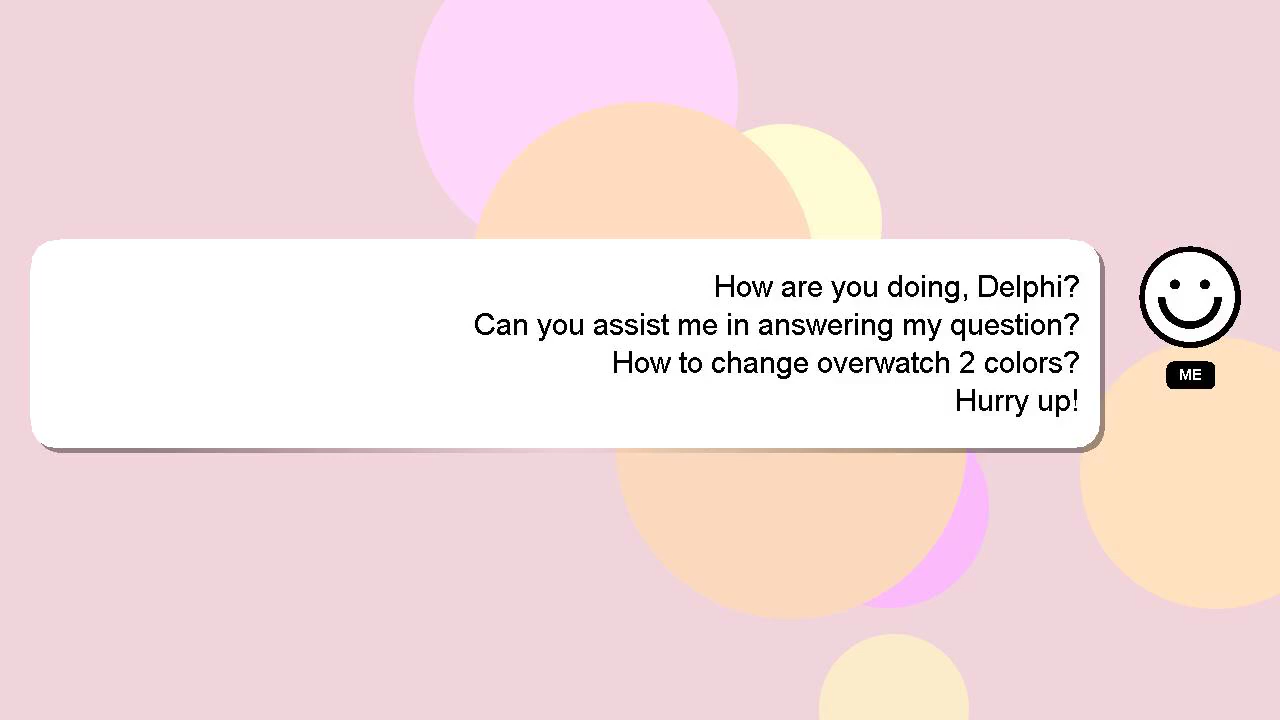 How are you doing, Delphi?
Can you assist me in answering my question?
How to change overwatch 2 colors?
Hurry up!
ME